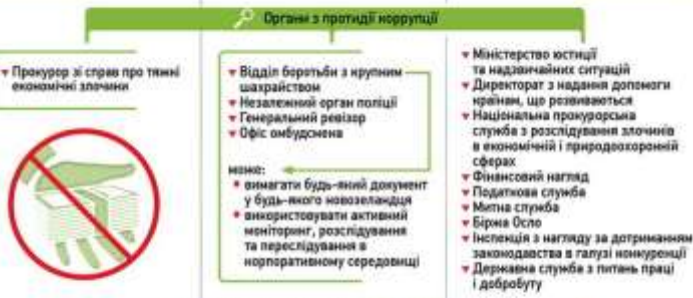 Органи з протидії коррупції
▼ Прокурор зі справ про тяжкі
економічні злочини
▼ Відділ боротьби з крупним
шахрайством
▼ Незалежний орган поліції
▼ Генеральний ревізор
▼ Офіс омбудсмена
може:
• вимагати будь-який документ
у будь-якого новозеландця
• використовувати активний
моніторинг, розслідування
та переслідування в
корпоративному середовищі
▼ Міністерство юстиції
та надзвичайних ситуацій
▼ Директорат з надання допомоги
країнам, що розвиваються
▼ Національна прокурорська
служба з розслідування злочинів
в економічній і природоохоронній
сферах
▼ Фінансовий нагляд
▼ Податкова служба
▼ Митна служба
▼ Біржа Осло
▼ Інспекція з нагляду за дотриманням
законодавства в галузі конкуренції
▼ Державна служба з питань праці
і добробуту